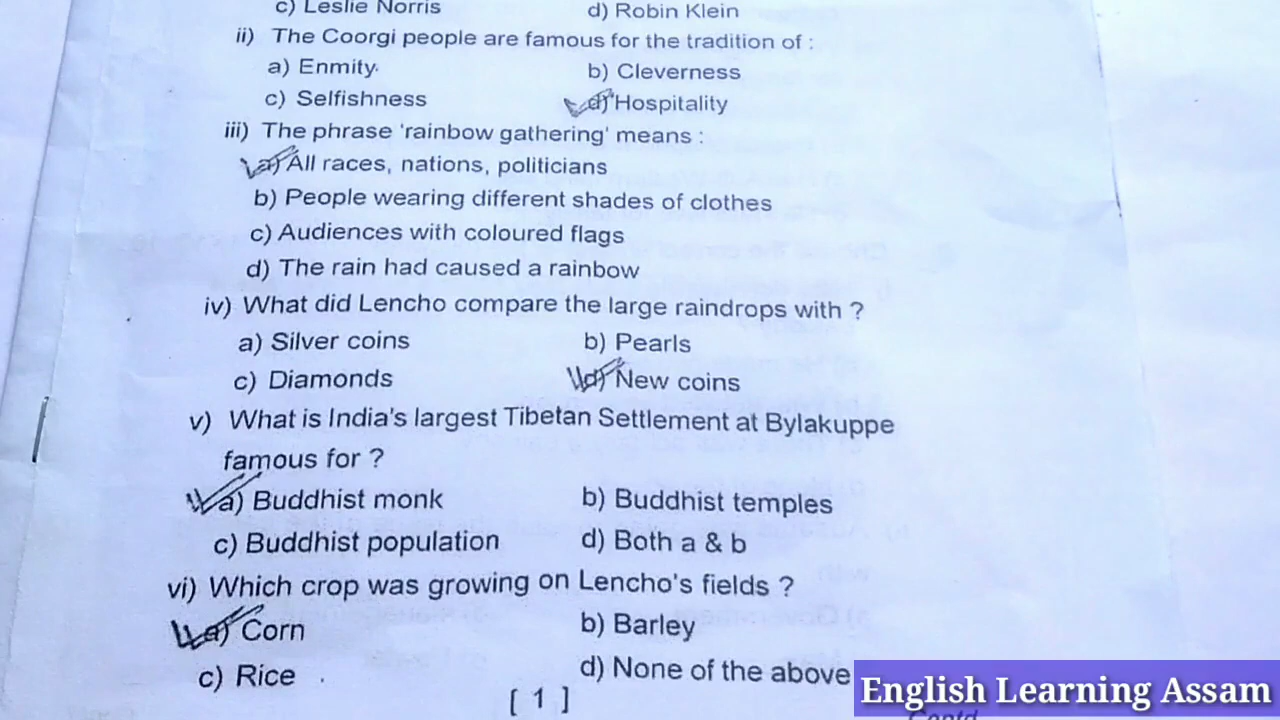 c) Leslie Norris d) Robin Klein
ii) The Coorgi people are famous for the tradition of :
a) Enmity. b) Cleverness
c) Selfishness d) Hospitality
iii) The phrase 'rainbow gathering' means :
a) All races, nations, politicians
b) People wearing different shades of clothes
c) Audiences with coloured flags
d) The rain had caused a rainbow
iv) What did Lencho compare the large raindrops with ?
a) Silver coins b) Pearls
c) Diamonds d) New coins
v) What is India's largest Tibetan Settlement at Bylakuppe
famous for ?
a) Buddhist monk b) Buddhist temples
c) Buddhist population d) Both a & b
vi) Which crop was growing on Lencho's fields ?
a) Corn b) Barley
c) Rice d) None of the above
[ 1 ]
English Learning Assam